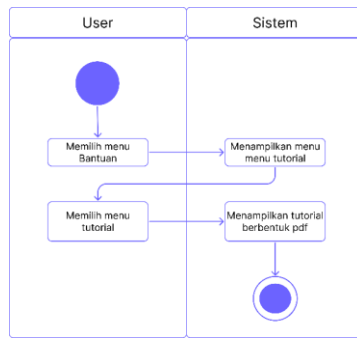 User
Sistem
Memilih menu
Bantuan
Menampilkan menu
menu tutorial
Memilih menu
tutorial
Menampilkan tutorial
berbentuk pdf